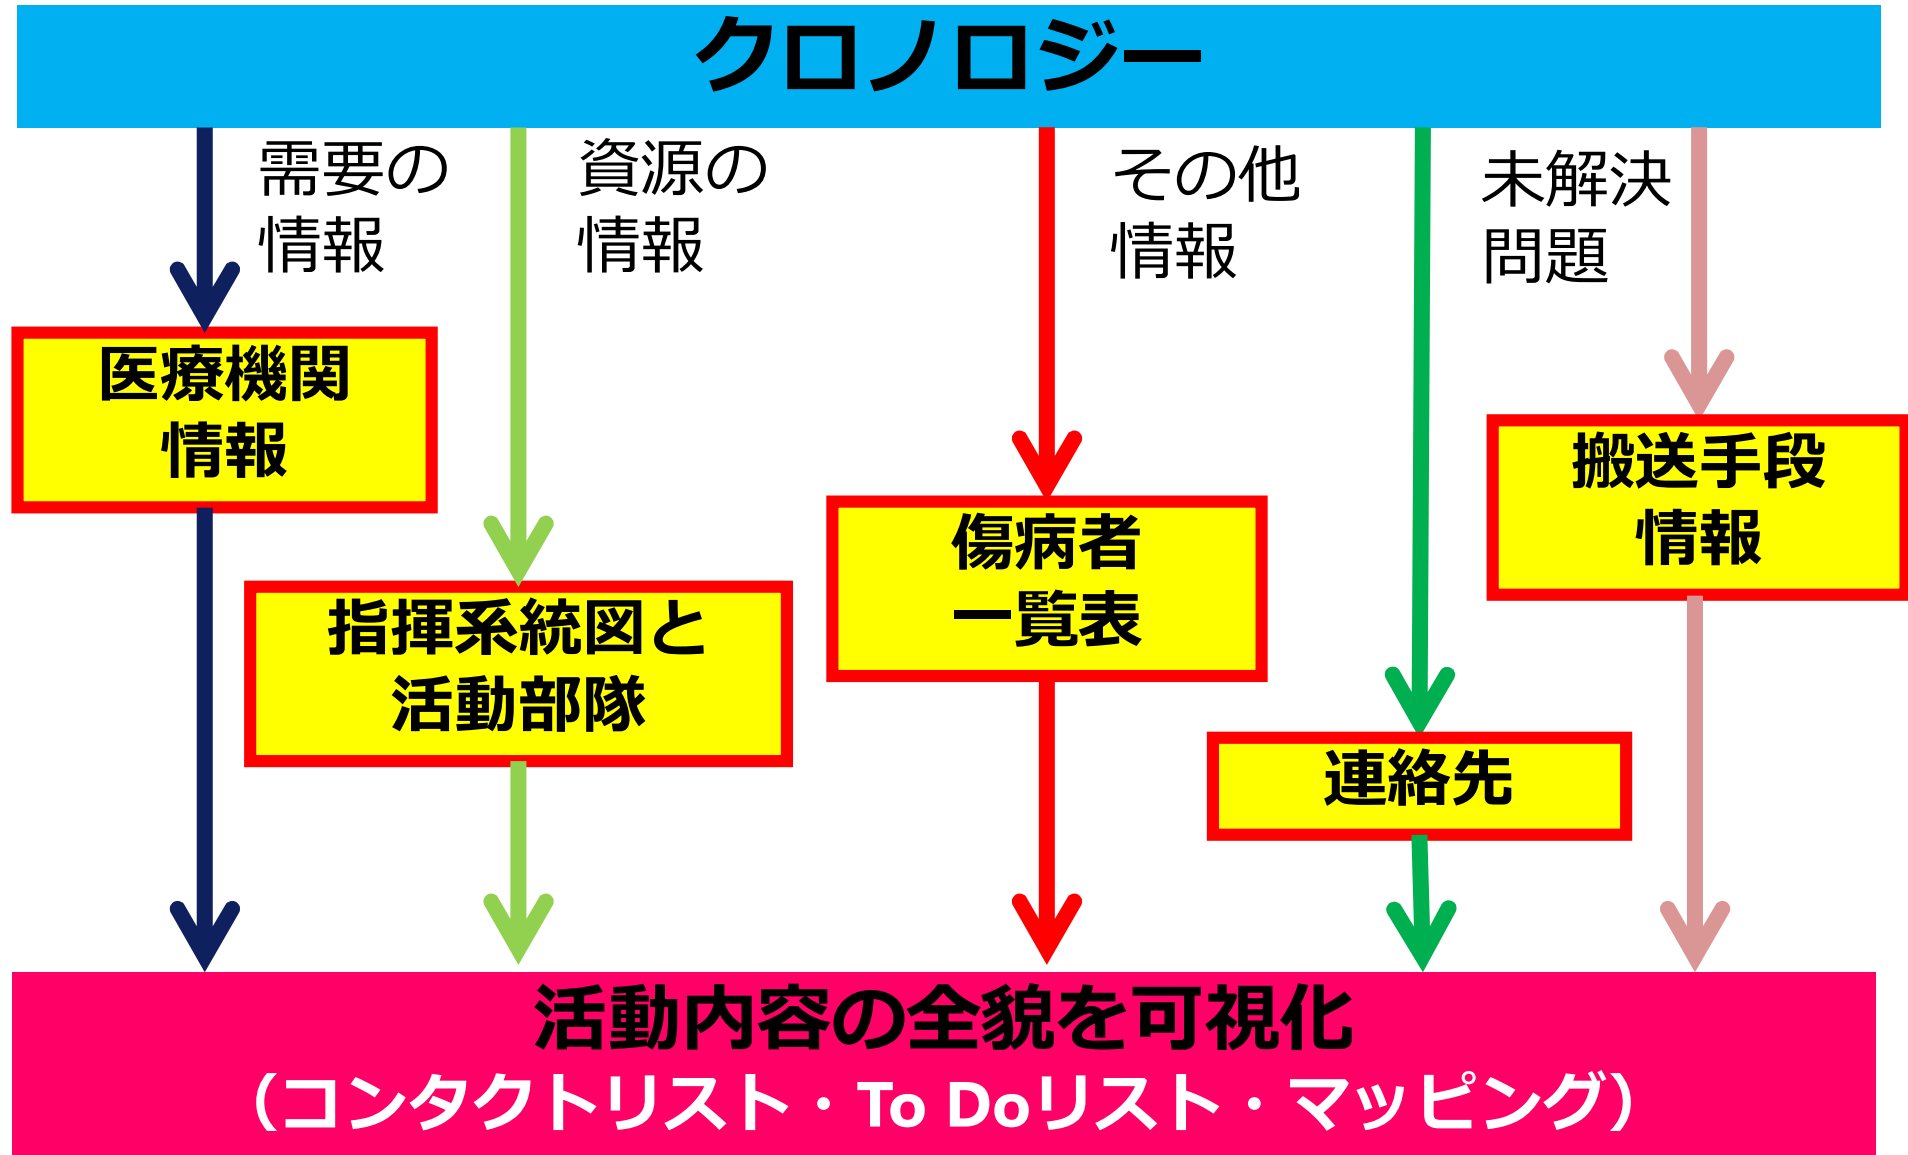 クロノロジー
需要の
情報
資源の
情報
その他
情報
未解決
問題
医療機関
情報
指揮系統図と
活動部隊
傷病者
一覧表
連絡先
搬送手段
情報
活動内容の全貌を可視化
（コンタクトリスト・To Doリスト・マッピング）